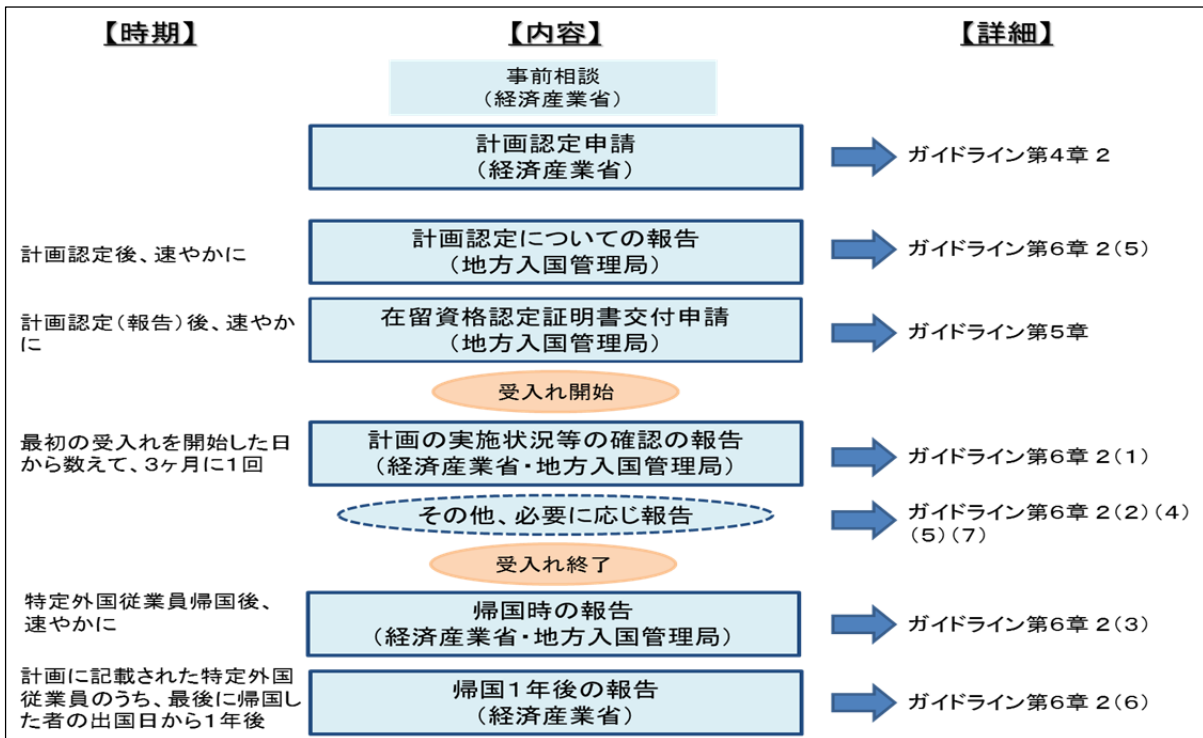 【時期】 【内容】 【詳細】
事前相談
(経済産業省)
計画認定申請
(経済産業省)
ガイドライン第4章 2
計画認定後、速やかに
計画認定についての報告
(地方入国管理局)
ガイドライン第6章 2(5)
計画認定(報告)後、速やか
に
在留資格認定証明書交付申請
(地方入国管理局)
ガイドライン第5章
受入れ開始
最初の受入れを開始した日
から数えて、3ヶ月に1回
計画の実施状況等の確認の報告
(経済産業省・地方入国管理局)
ガイドライン第6章 2(1)
その他、必要に応じ報告
ガイドライン第6章 2(2)(4)
(5)(7)
受入れ終了
特定外国従業員帰国後、
速やかに
帰国時の報告
(経済産業省・地方入国管理局)
ガイドライン第6章 2(3)
計画に記載された特定外国
従業員のうち、最後に帰国し
た者の出国日から1年後
帰国1年後の報告
(経済産業省)
ガイドライン第6章 2(6)